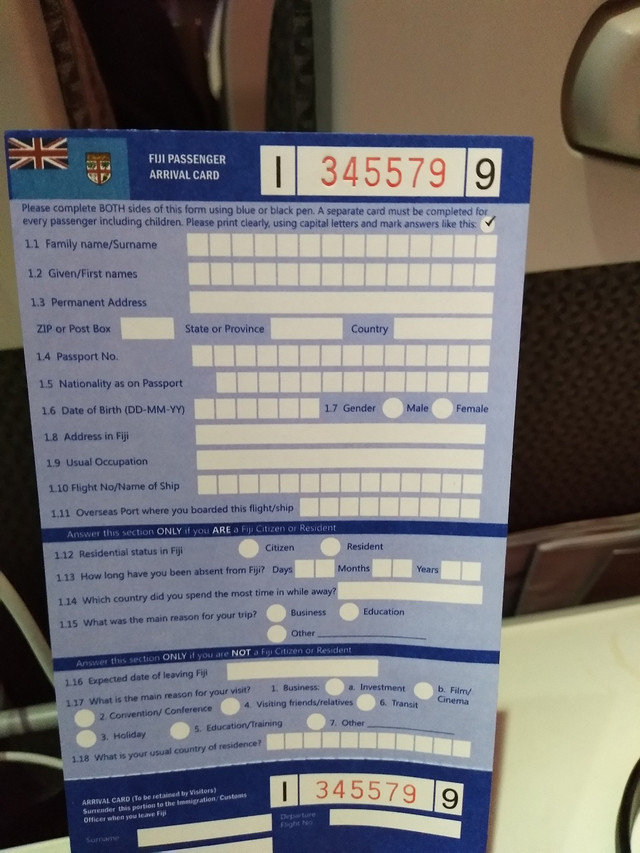 FIJI PASSENGER
ARRIVAL CARD
I 345579 9
Please complete BOTH sides of this form using blue or black pen. A separate card must be completed for
every passenger including children. Please print clearly, using capital letters and mark answers like this: ✓
1.1 Family name/Surname
1.2 Given/First names
1.3 Permanent Address
ZIP or Post Box State or Province Country
1.4 Passport No.
1.5 Nationality as on Passport
1.6 Date of Birth (DD-MM-YY) 1.7 Gender Male Female
1.8 Address in Fiji
1.9 Usual Occupation
1.10 Flight No/Name of Ship
1.11 Overseas Port where you boarded this flight/ship
Answer this section ONLY if you ARE a Fiji Citizen or Resident
1.12 Residential status in Fiji Citizen Resident
1.13 How long have you been absent from Fiji? Days Months Years
1.14 Which country did you spend the most time in while away?
1.15 What was the main reason for your trip? Business Education
Other
Answer this section ONLY if you are NOT a Fiji Citizen or Resident
1.16 Expected date of leaving Fiji
1.17 What is the main reason for your visit? 1. Business: a. Investment b. Film/
Cinema
2. Convention/ Conference 4. Visiting friends/relatives 6. Transit
3. Holiday 5. Education/Training 7. Other
1.18 What is your usual country of residence?
I 345579 9
ARRIVAL CARD (To be retained by Visitors)
Surrender this portion to the Immigration/Customs
Officer when you leave Fiji
Surname Departure
Flight No.